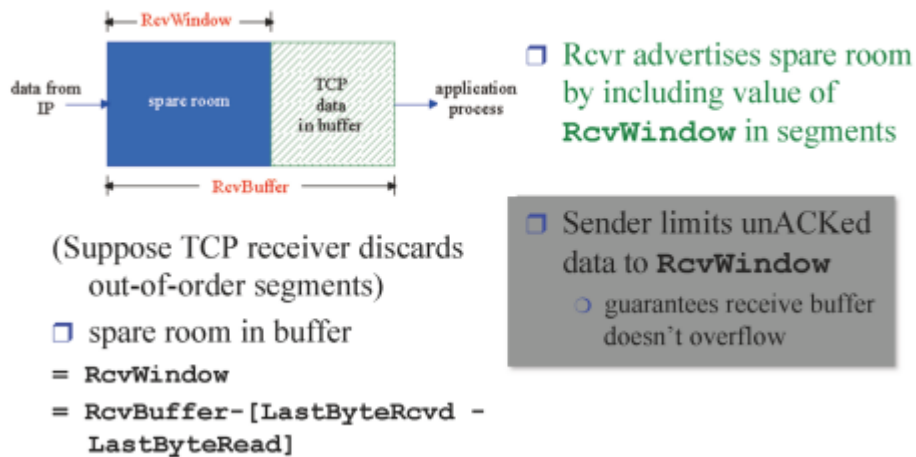 RcvWindow
data from
IP
spare room
TCP
data
in buffer
application
process
RcvBuffer
(Suppose TCP receiver discards
out-of-order segments)
❒ spare room in buffer
= RcvWindow
= RcvBuffer-[LastByteRcvd -
LastByteRead]
❒ Rcvr advertises spare room
by including value of
RcvWindow in segments
❒ Sender limits unACKed
data to RcvWindow
❍ guarantees receive buffer
doesn't overflow